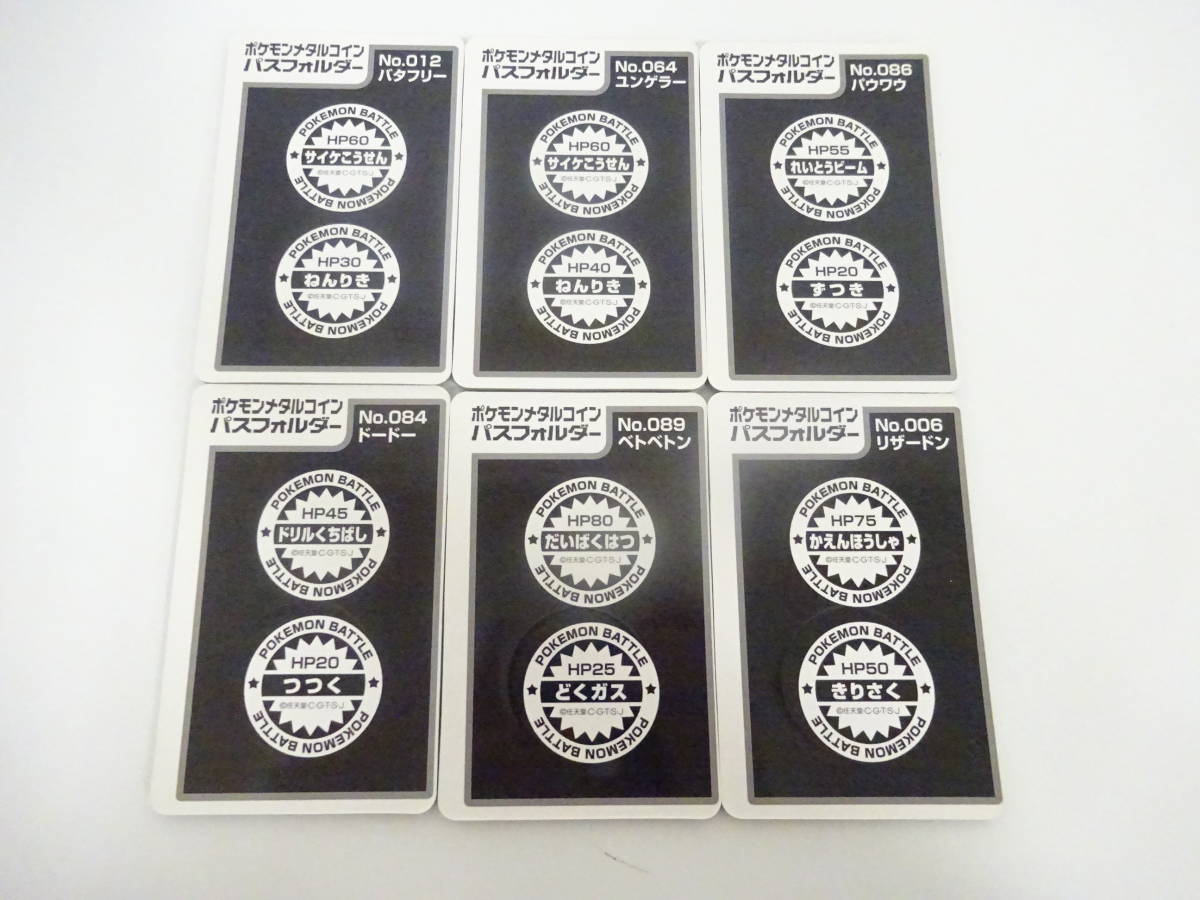 ポケモンメタルコイン
パスフォルダー
No.012
バタフリー
POKEMON BATTLE
HP60
サイケこうせん
©任天堂CGTSJ
POKEMON BATTLE
POKEMON BATTLE
HP30
ねんりき
©任天堂CGTSJ
POKEMON BATTLE
ポケモンメタルコイン
パスフォルダー
No.064
ユンゲラー
POKEMON BATTLE
HP60
サイケこうせん
©任天堂CGTSJ
POKEMON BATTLE
POKEMON BATTLE
HP40
ねんりき
©任天堂CGTSJ
POKEMON BATTLE
ポケモンメタルコイン
パスフォルダー
No.086
パウワウ
POKEMON BATTLE
HP55
れいとうビーム
©任天堂CGTSJ
POKEMON BATTLE
POKEMON BATTLE
HP20
ずつき
©任天堂CGTSJ
POKEMON BATTLE
ポケモンメタルコイン
パスフォルダー
No.084
ドードー
POKEMON BATTLE
HP45
ドリルくちばし
©任天堂CGTSJ
POKEMON BATTLE
POKEMON BATTLE
HP20
つつく
©任天堂CGTSJ
POKEMON BATTLE
ポケモンメタルコイン
パスフォルダー
No.089
ベトベトン
POKEMON BATTLE
HP80
だいばくはつ
©任天堂CGTSJ
POKEMON BATTLE
POKEMON BATTLE
HP25
どくガス
©任天堂CGTSJ
POKEMON BATTLE
ポケモンメタルコイン
パスフォルダー
No.006
リザードン
POKEMON BATTLE
HP75
かえんほうしゃ
©任天堂CGTSJ
POKEMON BATTLE
POKEMON BATTLE
HP50
きりさく
©任天堂CGTSJ
POKEMON BATTLE